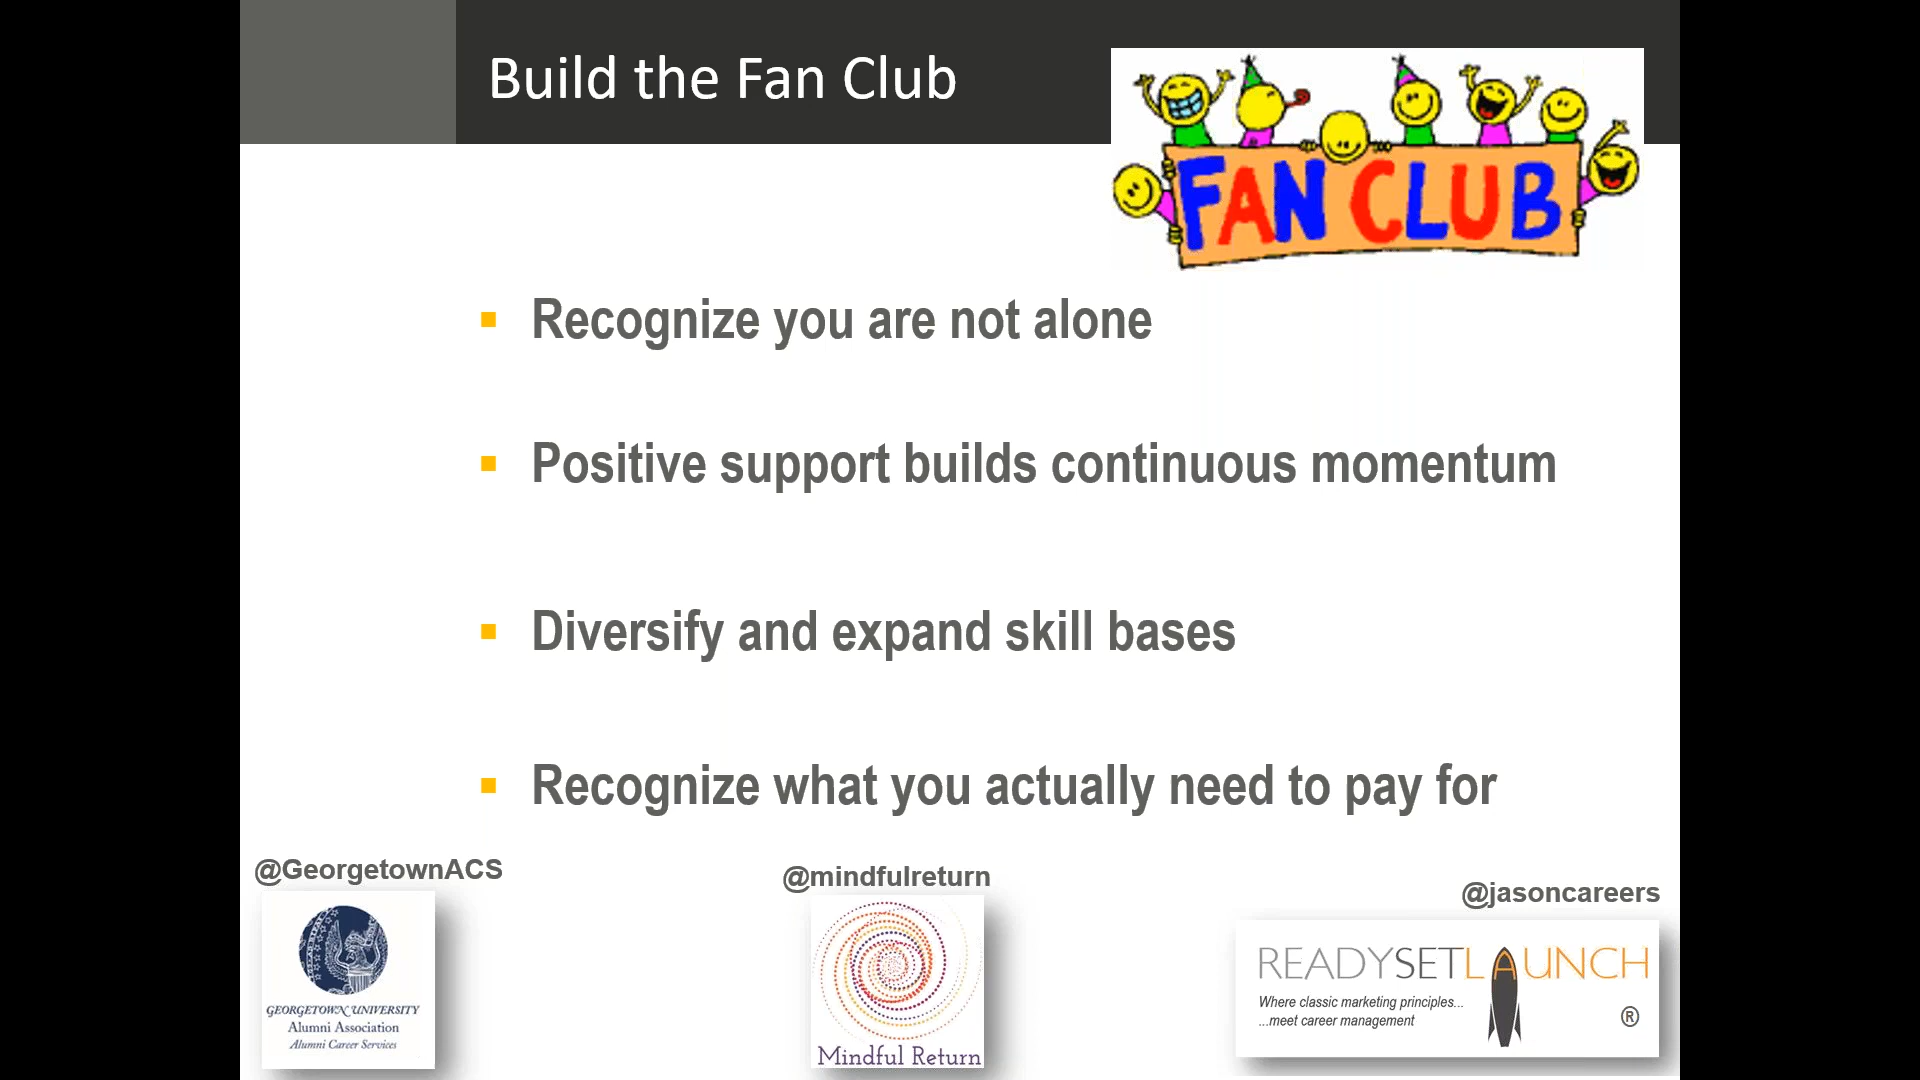 Build the Fan Club
FAN CLUB
Recognize you are not alone
Positive support builds continuous momentum
Diversify and expand skill bases
Recognize what you actually need to pay for
@GeorgetownACS
GEORGETOWN UNIVERSITY
Alumni Association
Alumni Career Services
@mindfulreturn
Mindful Return
@jasoncareers
READYSETLAUNCH
Where classic marketing principles...
...meet career management
®